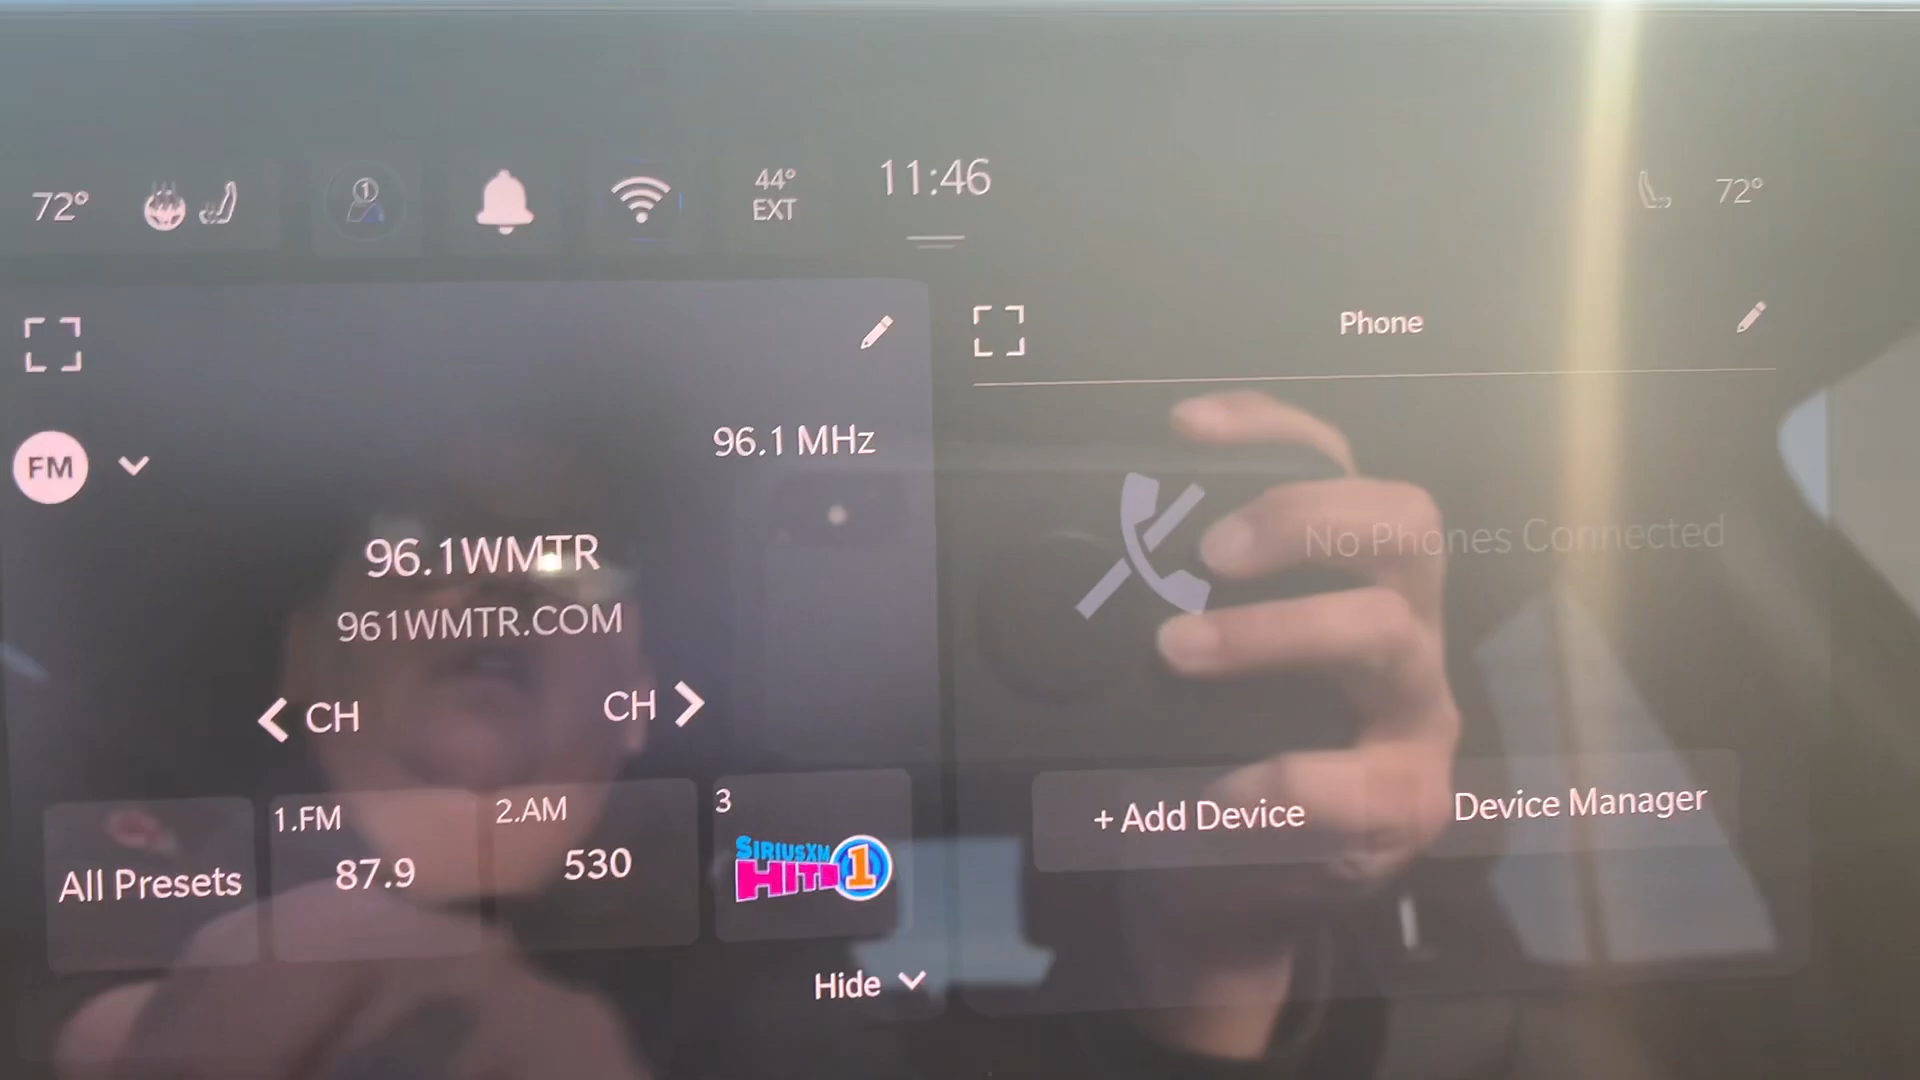 72°
1
44°
EXT
11:46
72°
Phone
FM
96.1 MHz
96.1WMTR
961WMTR.COM
CH
CH
No Phones Connected
All Presets
1.FM
87.9
2.AM
530
3
SIRIUSXM
HITS 1
+ Add Device
Device Manager
Hide